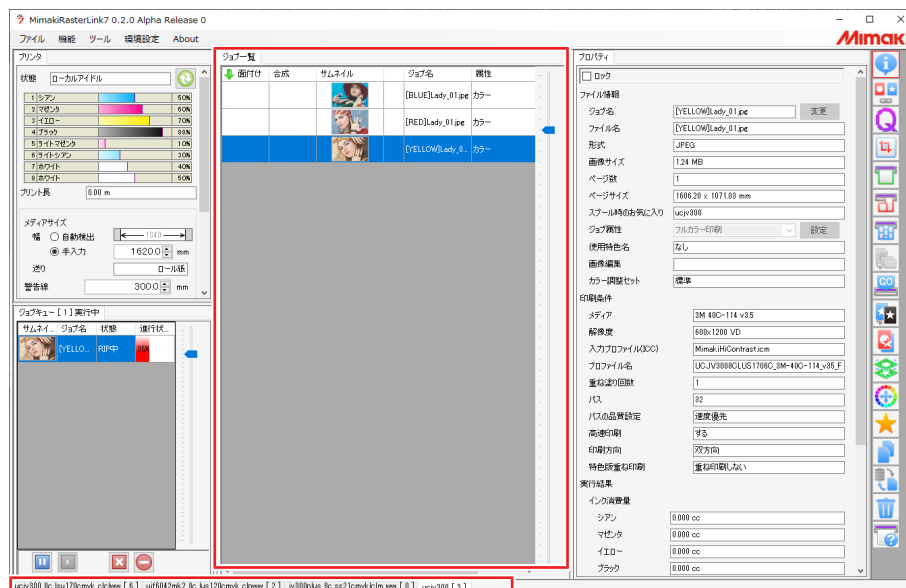 MimakiRasterLink7 0.2.0 Alpha Release 0
ファイル 機能 ツール 環境設定 About
Mimaki
プリンタ
状態 ローカルアイドル
1 シアン 50%
2 マゼンタ 60%
3 イエロー 70%
4 ブラック 88%
5 ライトマゼンタ 10%
6 ライトシアン 30%
7 ホワイト 40%
8 ホワイト 50%
プリント長 0.00 m
メディアサイズ
幅 自動検出 1840
手入力 1620.0 mm
送り ロール紙
警告線 300.0 mm
ジョブキュー [ 1 ] 実行中
サムネイ... ジョブ名 状態 進行状...
[YELLO... RIP中 85%
ジョブ一覧
面付け 合成 サムネイル ジョブ名 属性
[BLUE]Lady_01.jpg カラー
[RED]Lady_01.jpg カラー
[YELLOW]Lady_0... カラー
プロパティ
ロック
ファイル情報
ジョブ名 [YELLOW]Lady_01.jpg 変更
ファイル名 [YELLOW]Lady_01.jpg
形式 JPEG
画像サイズ 1.24 MB
ページ数 1
ページサイズ 1606.20 x 1071.03 mm
スプール時のお気に入り ucjv300
ジョブ属性 フルカラー印刷 設定
使用特色名 なし
画像編集
カラー調整セット 標準
印刷条件
メディア 3M 40C-114 v3.5
解像度 600x1200 VD
入力プロファイル(ICC) MimakiHiContrast.icm
プロファイル名 UCJV3008CLUS1706C_3M-40C-114_v35_F
重ね塗り回数 1
パス 32
パスの品質設定 速度優先
高速印刷 する
印刷方向 双方向
特色版重ね印刷 重ね印刷しない
実行結果
インク消費量
シアン 0.000 cc
マゼンタ 0.000 cc
イエロー 0.000 cc
ブラック 0.000 cc
GO